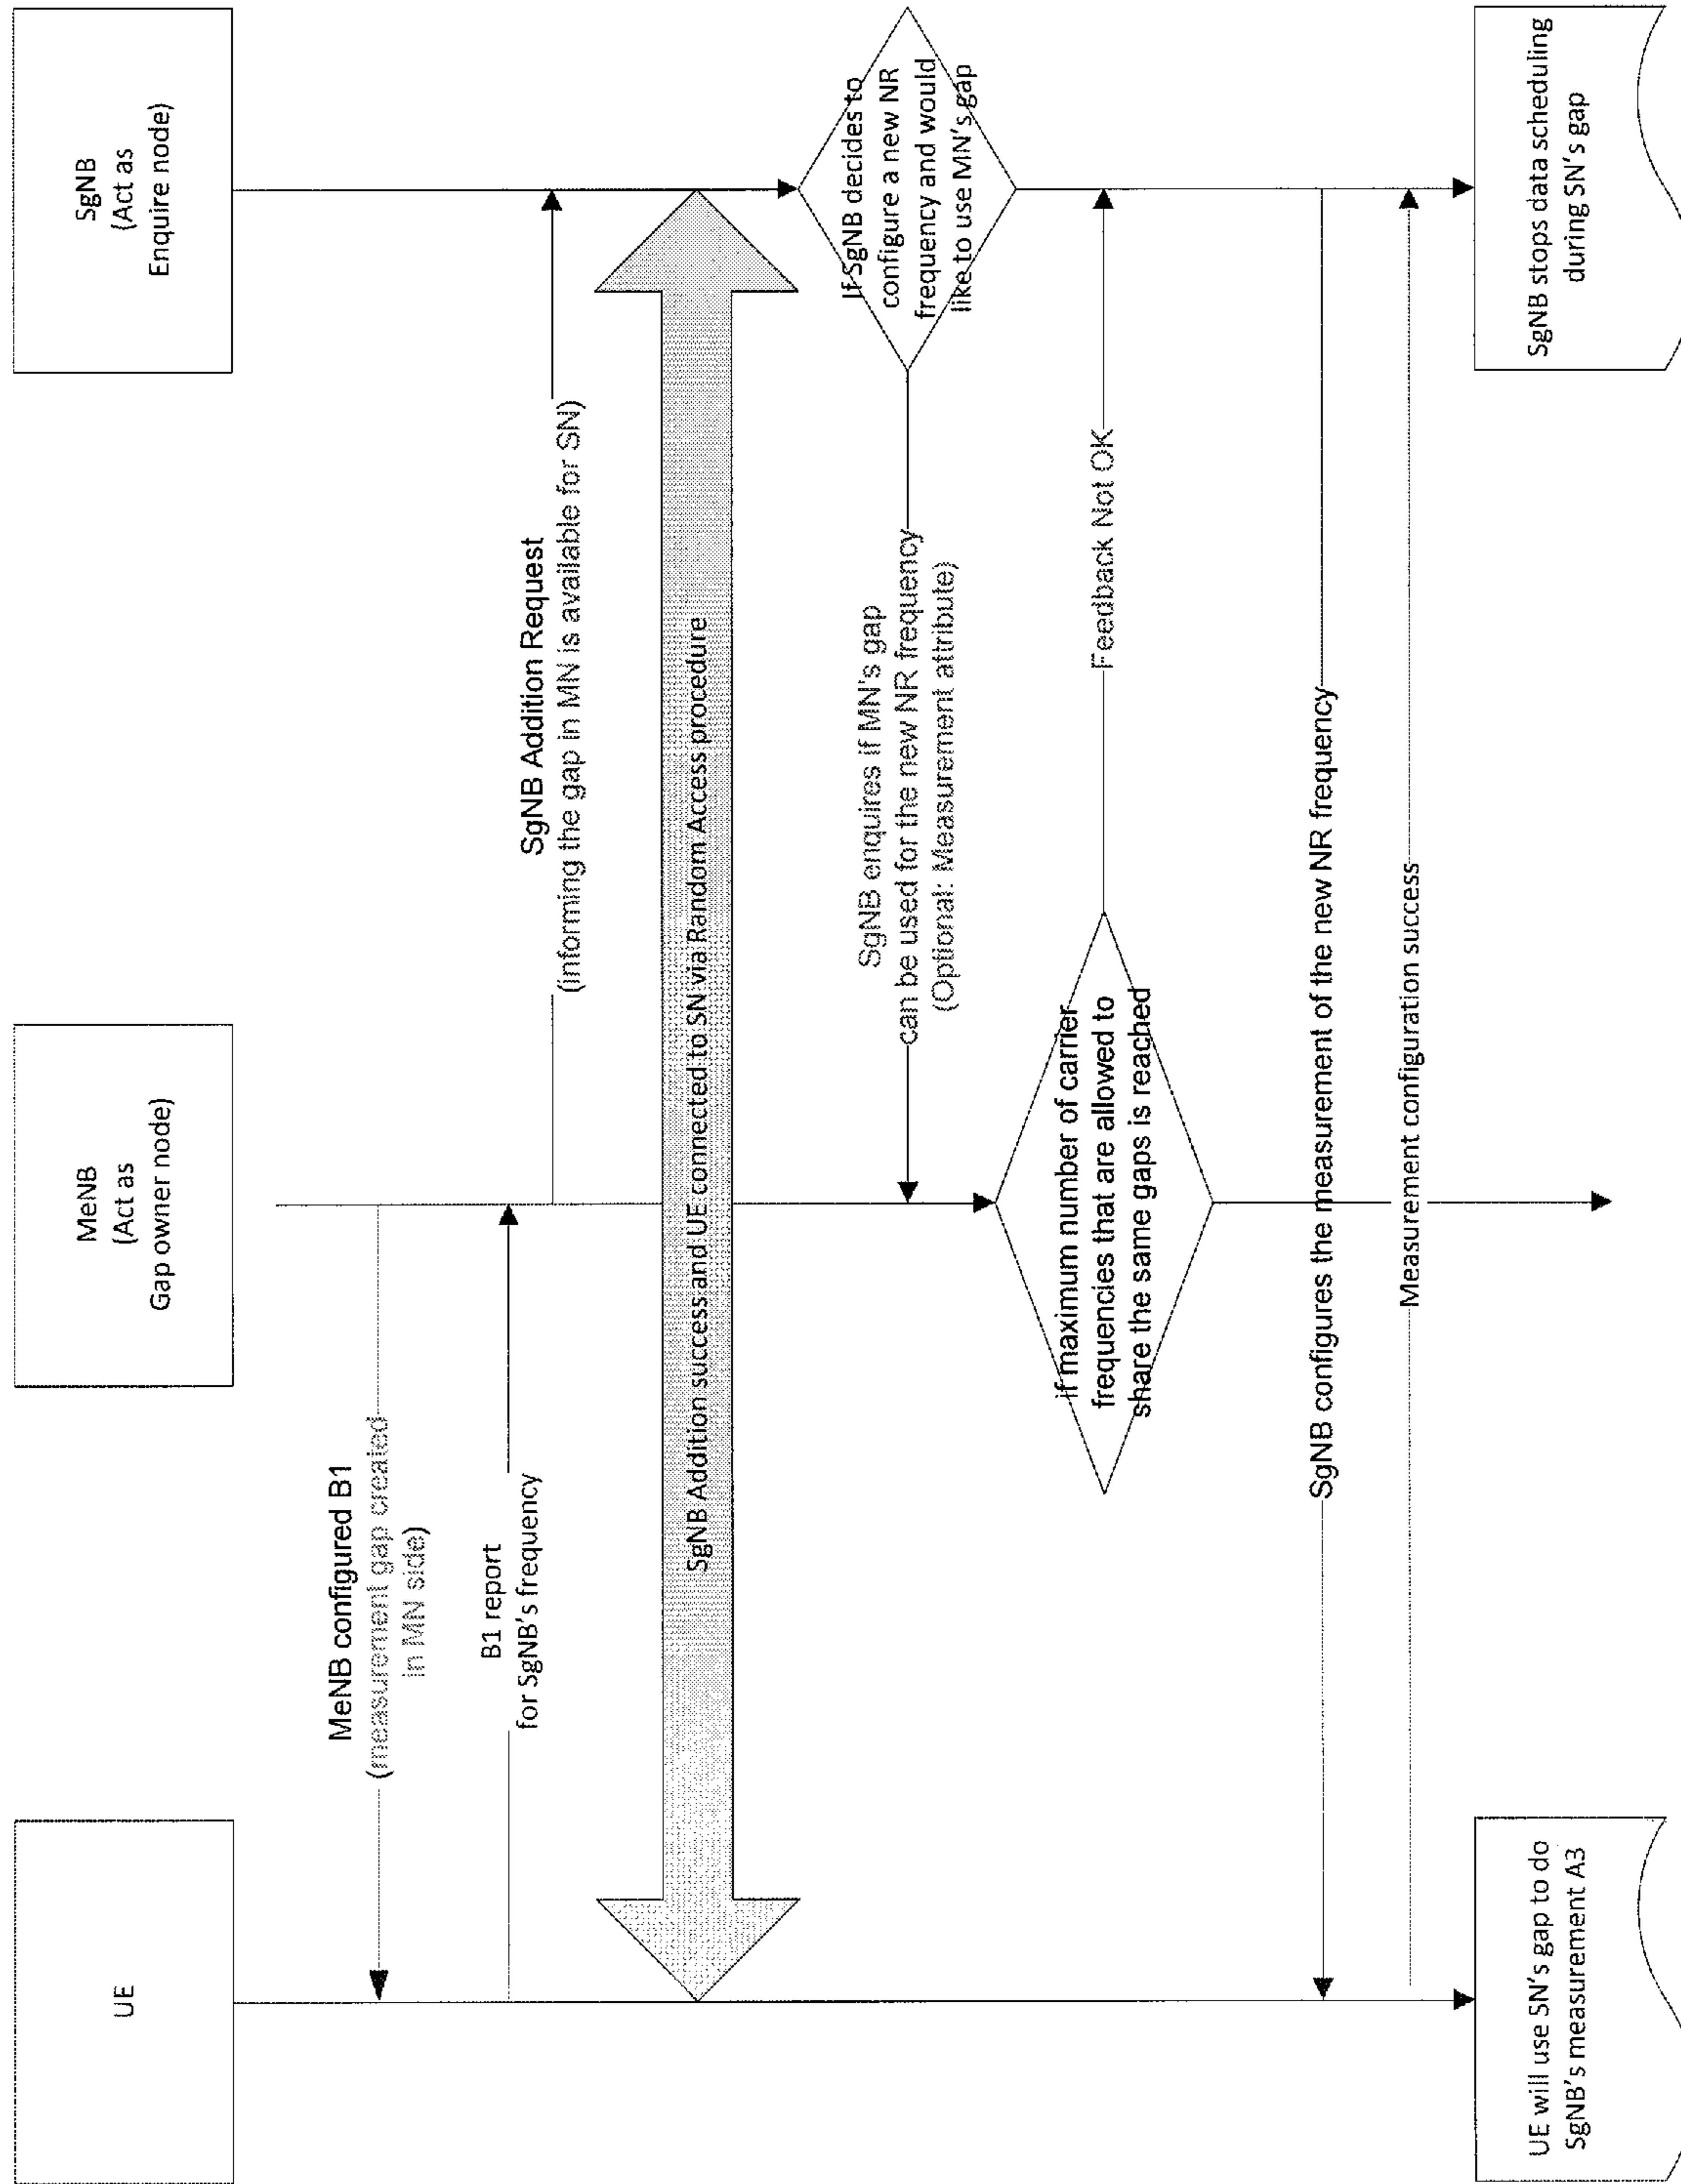 UE
MeNB
(Act as
Gap owner node)
SgNB
(Act as
Enquire node)
MeNB configured B1
(measurement gap created
in MN side)
B1 report
for SgNB's frequency
SgNB Addition Request
(informing the gap in MN is available for SN)
SgNB Addition success and UE connected to SN via Random Access procedure
If SgNB decides to
configure a new NR
frequency and would
like to use MN's gap
SgNB enquires if MN's gap
can be used for the new NR frequency
(Optional: Measurement attribute)
if maximum number of carrier
frequencies that are allowed to
share the same gaps is reached
Feedback Not OK
SgNB configures the measurement of the new NR frequency
Measurement configuration success
UE will use SN's gap to do
SgNB's measurement A3
SgNB stops data scheduling
during SN's gap